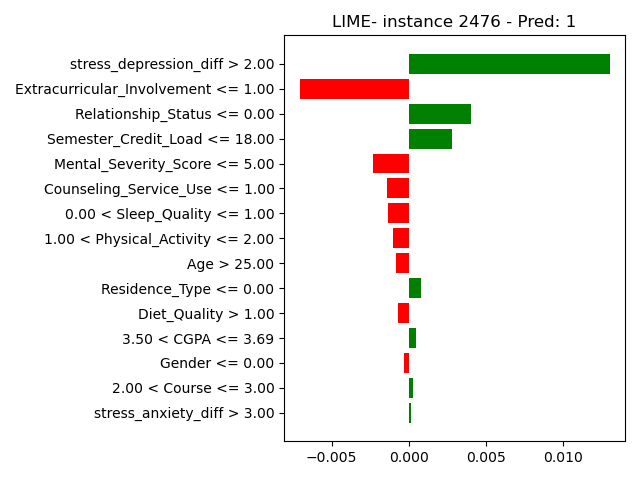 LIME- instance 2476 - Pred: 1
stress_depression_diff > 2.00
Extracurricular_Involvement <= 1.00
Relationship_Status <= 0.00
Semester_Credit_Load <= 18.00
Mental_Severity_Score <= 5.00
Counseling_Service_Use <= 1.00
0.00 < Sleep_Quality <= 1.00
1.00 < Physical_Activity <= 2.00
Age > 25.00
Residence_Type <= 0.00
Diet_Quality > 1.00
3.50 < CGPA <= 3.69
Gender <= 0.00
2.00 < Course <= 3.00
stress_anxiety_diff > 3.00
−0.005 0.000 0.005 0.010